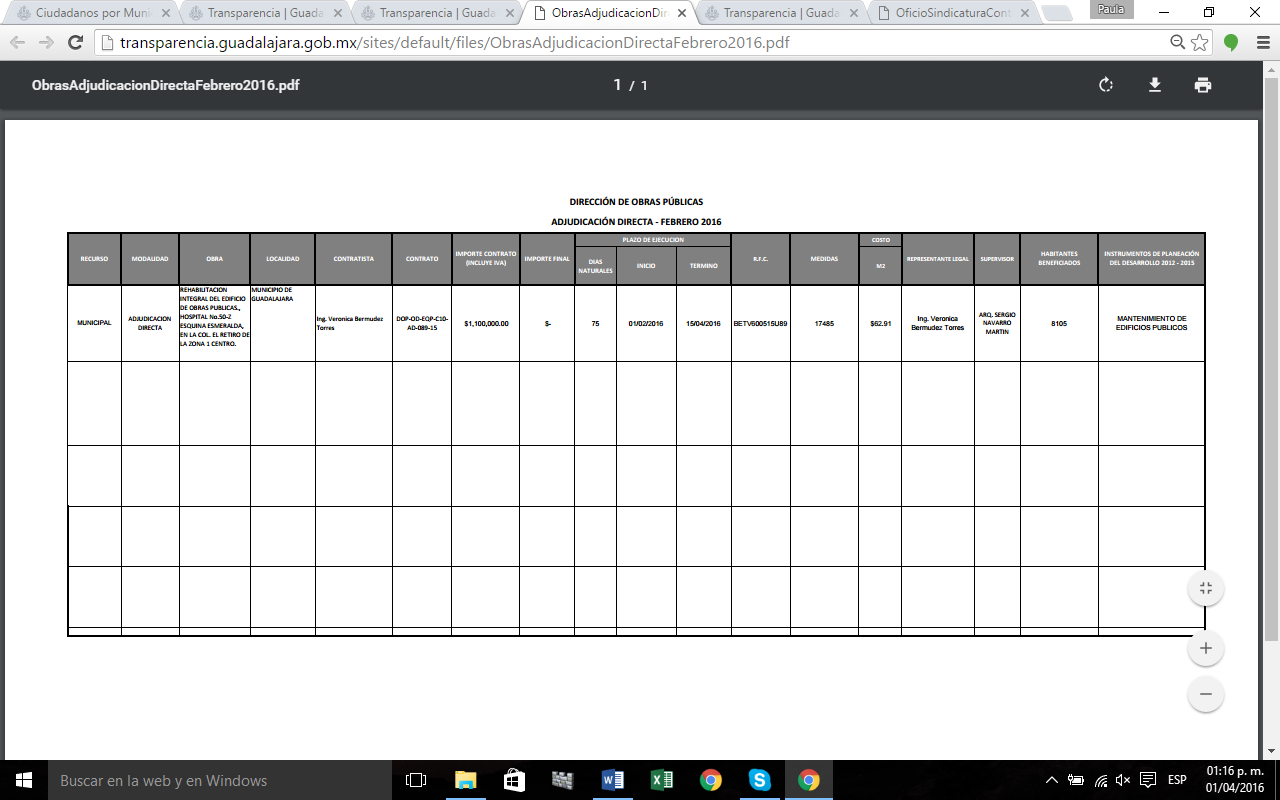 Ciudadanos por Muni
Transparencia | Guada
Transparencia | Guada
ObrasAdjudicacionDir
Transparencia | Guada
OficioSindicaturaCont
Paula
transparencia.guadalajara.gob.mx/sites/default/files/ObrasAdjudicacionDirectaFebrero2016.pdf
ObrasAdjudicacionDirectaFebrero2016.pdf
1 / 1
DIRECCIÓN DE OBRAS PÚBLICAS
ADJUDICACIÓN DIRECTA - FEBRERO 2016
RECURSO
MODALIDAD
OBRA
LOCALIDAD
CONTRATISTA
CONTRATO
IMPORTE CONTRATO
(INCLUYE IVA)
IMPORTE FINAL
PLAZO DE EJECUCION
DIAS
NATURALES
INICIO
TERMINO
R.F.C.
MEDIDAS
COSTO
M2
REPRESENTANTE LEGAL
SUPERVISOR
HABITANTES
BENEFICIADOS
INSTRUMENTOS DE PLANEACIÓN
DEL DESARROLLO 2012 - 2015
MUNICIPAL
ADJUDICACION
DIRECTA
REHABILITACION
INTEGRAL DEL EDIFICIO
DE OBRAS PUBLICAS.,
HOSPITAL No.50-Z
ESQUINA ESMERALDA,
EN LA COL. EL RETIRO DE
LA ZONA 1 CENTRO.
MUNICIPIO DE
GUADALAJARA
Ing. Veronica Bermudez
Torres
DOP-OD-EQP-C10-
AD-089-15
$1,100,000.00
$-
75
01/02/2016
15/04/2016
BETV600515U89
17485
$62.91
Ing. Veronica
Bermudez Torres
ARQ. SERGIO
NAVARRO
MARTIN
8105
MANTENIMIENTO DE
EDIFICIOS PUBLICOS
Buscar en la web y en Windows
ESP
01:16 p. m.
01/04/2016